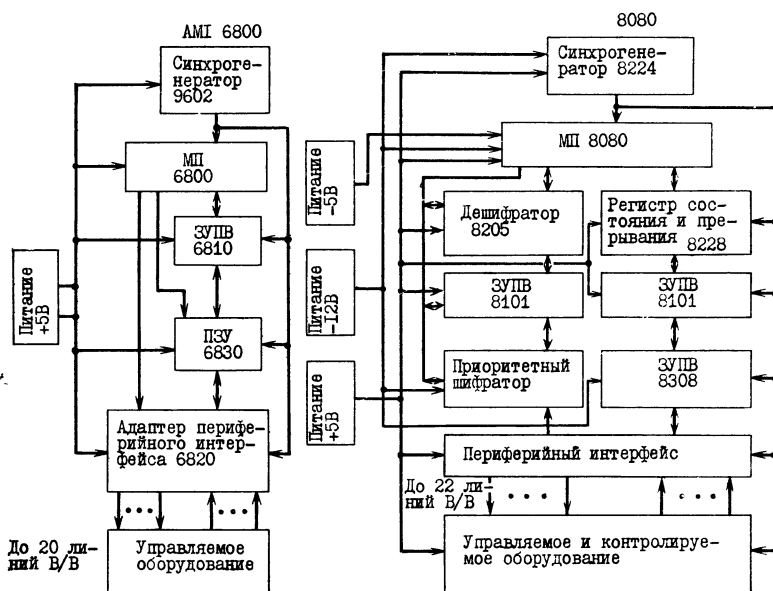 AMI 6800
Синхроге-
нератор
9602
МП
6800
ЗУПВ
6810
ПЗУ
6830
Питание
+5В
Адаптер периф-
ерийного интер-
фейса 6820
До 20 ли-
ний В/В
Управляемое
оборудование
8080
Синхрогене-
ратор 8224
МП 8080
Питание
-5В
Дешифратор
8205
Регистр сос-
тояния и пре-
рывания 8228
Питание
-I2В
ЗУПВ
8101
ЗУПВ
8101
Питание
+5В
Приоритетный
шифратор
ЗУПВ
8308
Периферийный интерфейс
До 22 ли-
ний В/В
Управляемое и контролируе-
мое оборудование